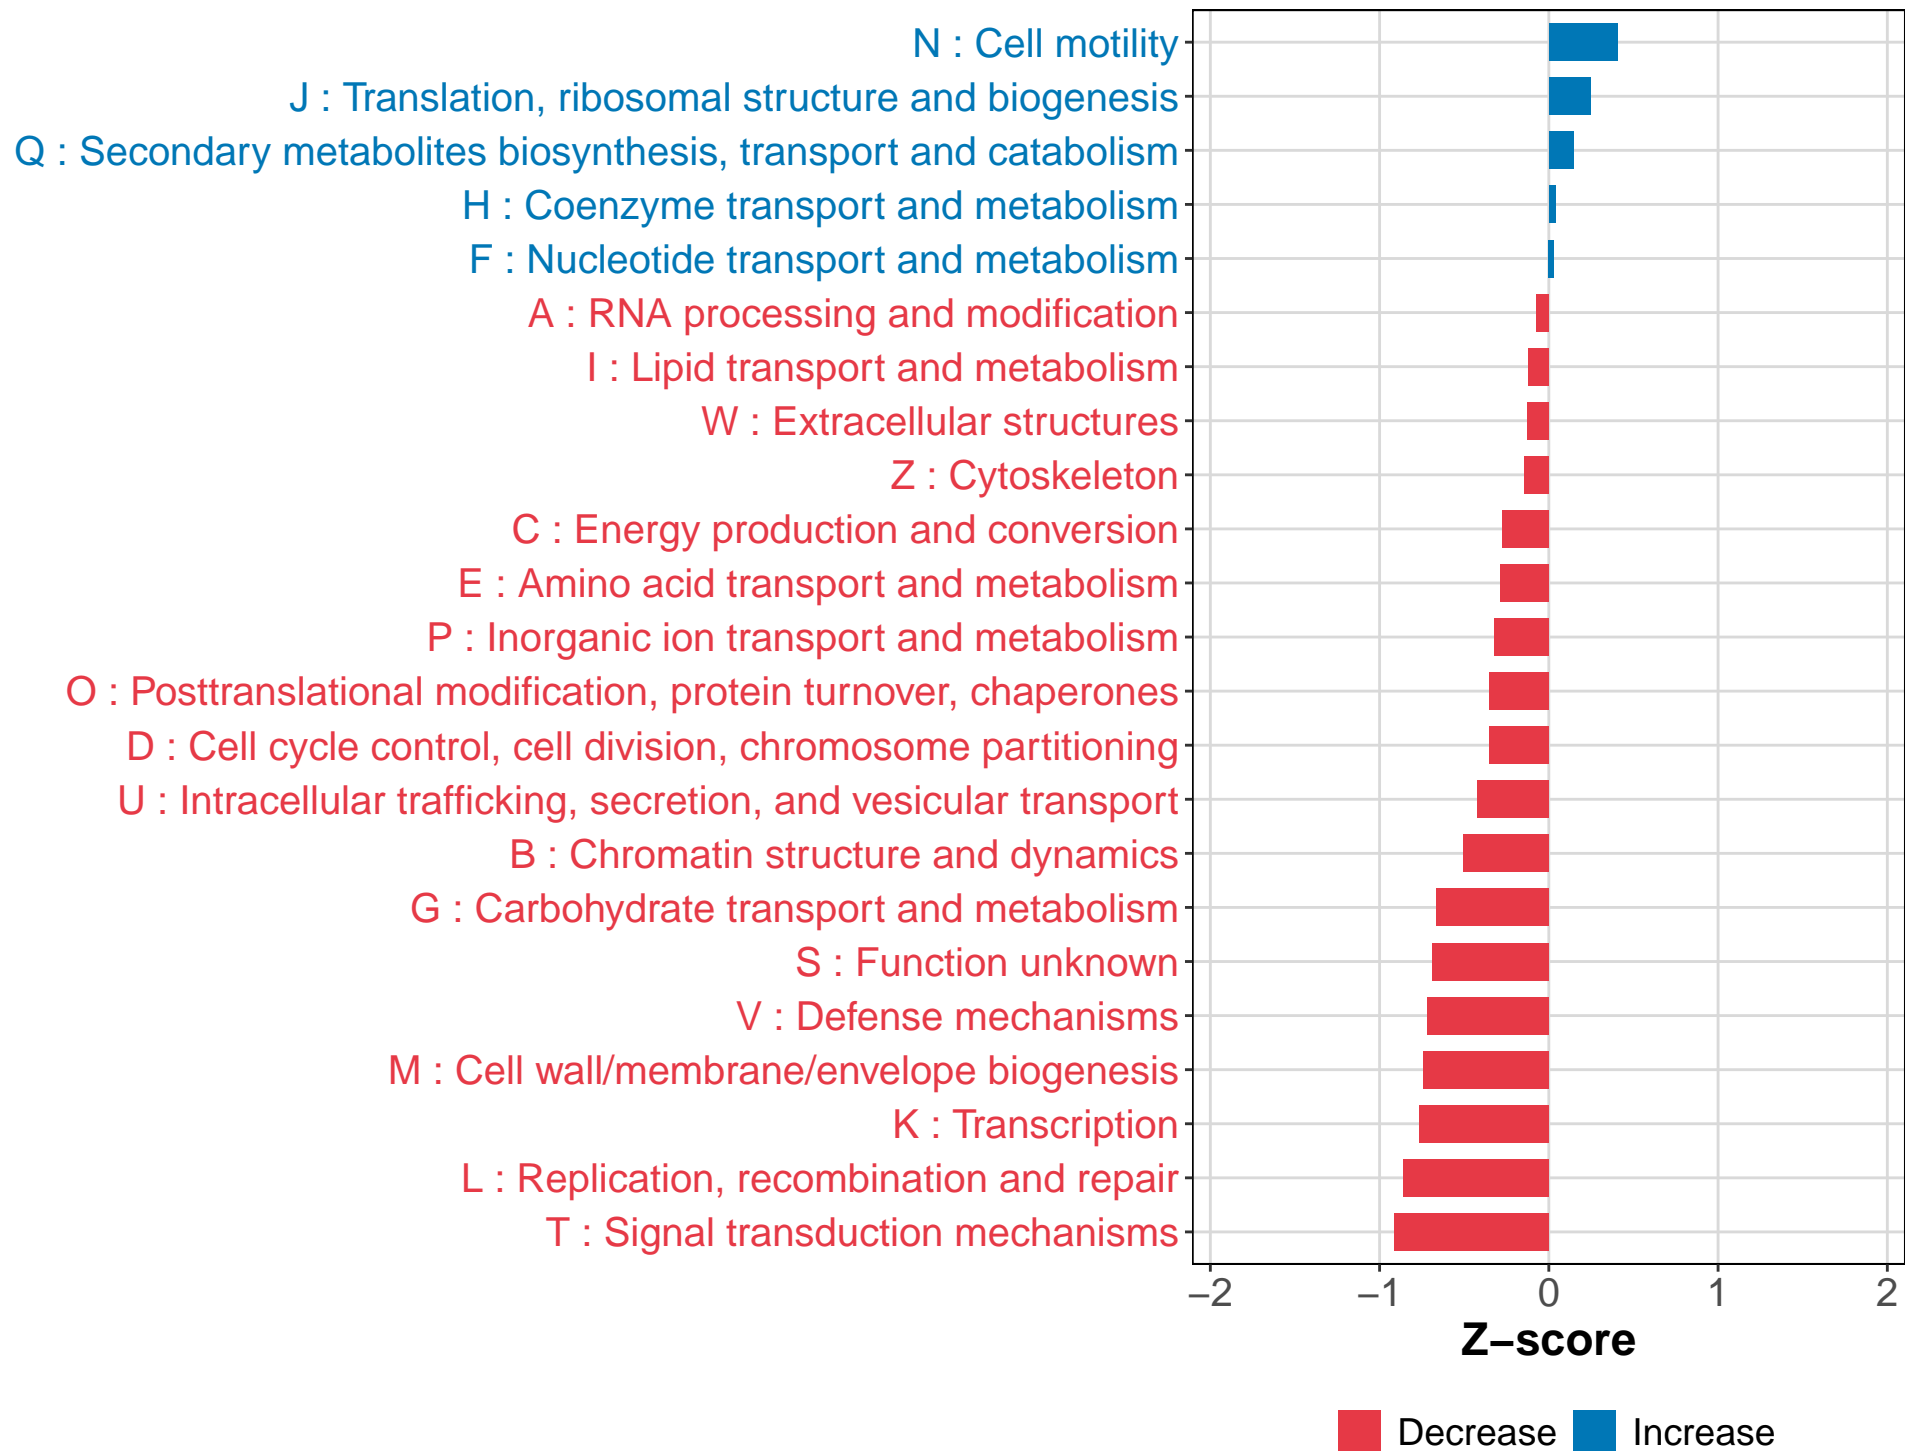 N : Cell motility
J : Translation, ribosomal structure and biogenesis
Q : Secondary metabolites biosynthesis, transport and catabolism
H : Coenzyme transport and metabolism
F : Nucleotide transport and metabolism
A : RNA processing and modification
I : Lipid transport and metabolism
W : Extracellular structures
Z : Cytoskeleton
C : Energy production and conversion
E : Amino acid transport and metabolism
P : Inorganic ion transport and metabolism
O : Posttranslational modification, protein turnover, chaperones
D : Cell cycle control, cell division, chromosome partitioning
U : Intracellular trafficking, secretion, and vesicular transport
B : Chromatin structure and dynamics
G : Carbohydrate transport and metabolism
S : Function unknown
V : Defense mechanisms
M : Cell wall/membrane/envelope biogenesis
K : Transcription
L : Replication, recombination and repair
T : Signal transduction mechanisms
−2 −1 0 1 2
Z−score
Decrease Increase